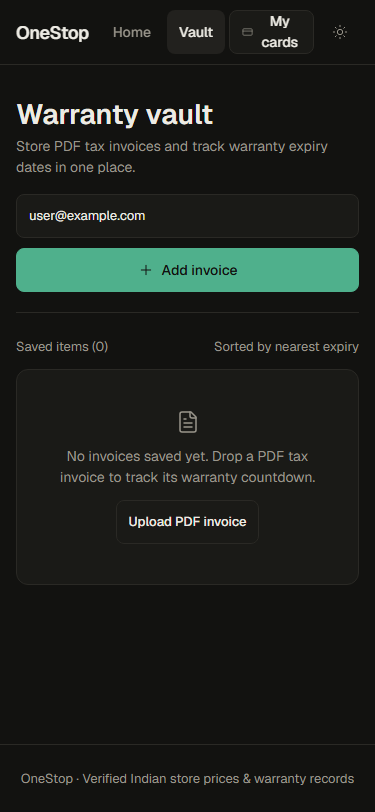 OneStop
Home
Vault
My
cards
Warranty vault
Store PDF tax invoices and track warranty expiry
dates in one place.
user@example.com
+ Add invoice
Saved items (0)
Sorted by nearest expiry
No invoices saved yet. Drop a PDF tax
invoice to track its warranty countdown.
Upload PDF invoice
OneStop · Verified Indian store prices & warranty records